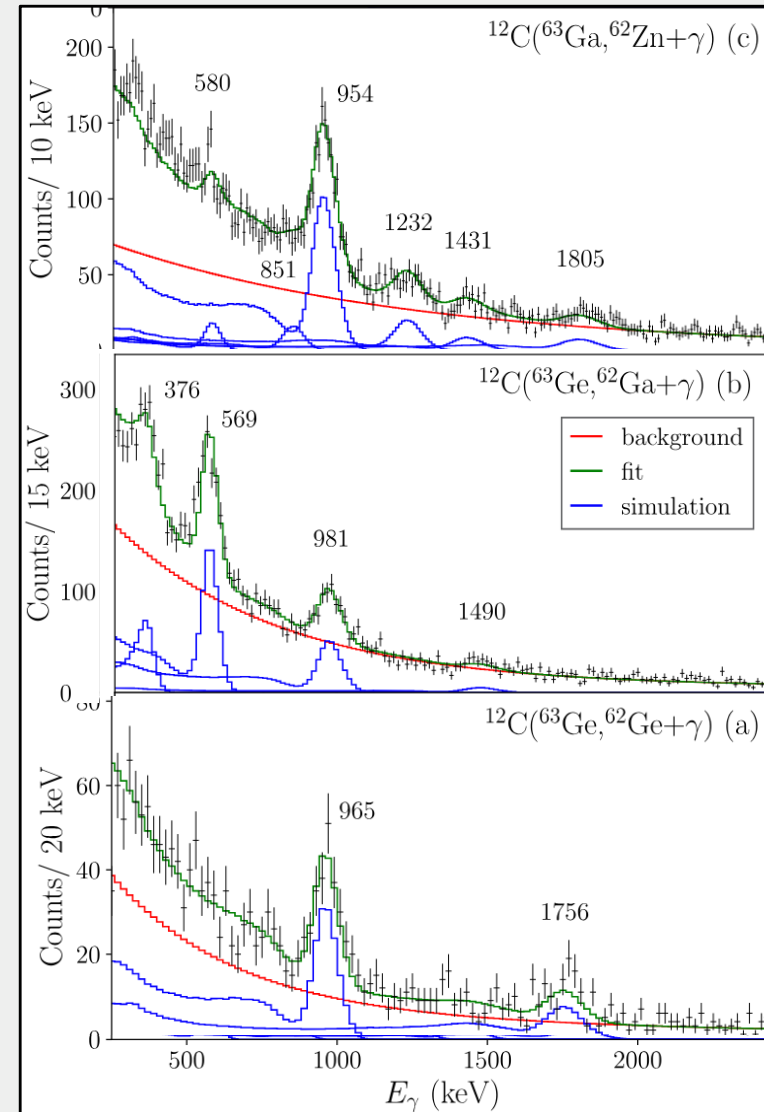 0
¹²C(⁶³Ga,⁶²Zn+γ) (c)
200
580
954
150
Counts/ 10 keV
100
1232
1431
1805
851
50
¹²C(⁶³Ge,⁶²Ga+γ) (b)
300
376
569
background
fit
simulation
200
Counts/ 15 keV
981
100
1490
0
80
¹²C(⁶³Ge,⁶²Ge+γ) (a)
60
965
Counts/ 20 keV
40
1756
20
0
500 1000 1500 2000
Eγ (keV)